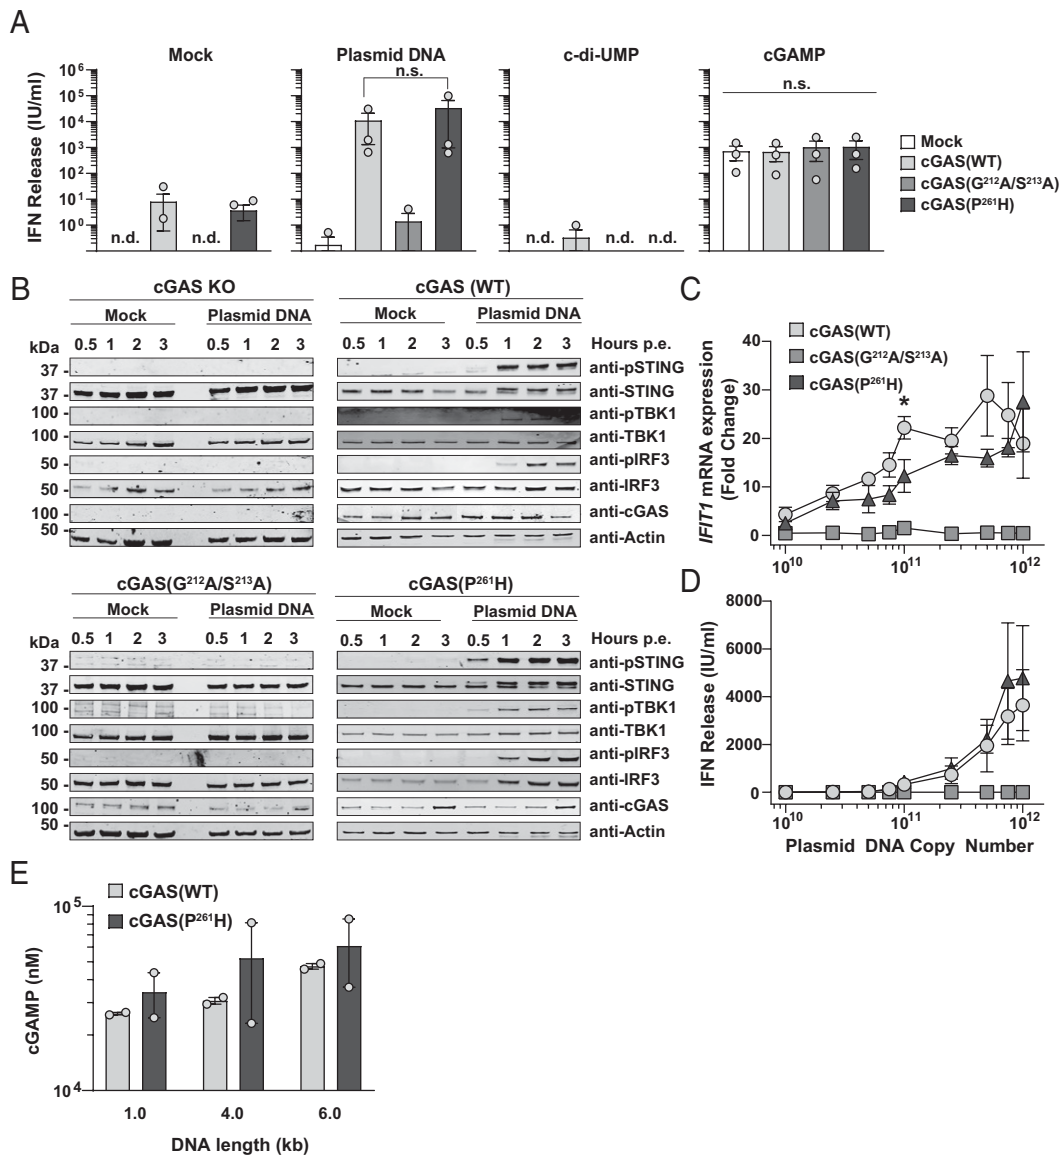 A
Mock
Plasmid DNA
c-di-UMP
cGAMP
IFN Release (IU/ml)
10⁶
10⁵
10⁴
10³
10²
10¹
10⁰
n.d.
n.d.
n.s.
n.d.
n.d.
n.d.
n.s.
Mock
cGAS(WT)
cGAS(G²¹²A/S²¹³A)
cGAS(P²⁶¹H)
B
cGAS KO
cGAS (WT)
Mock
Plasmid DNA
Mock
Plasmid DNA
kDa
0.5 1 2 3
0.5 1 2 3
0.5 1 2 3
0.5 1 2 3
Hours p.e.
37
anti-pSTING
37
anti-STING
100
anti-pTBK1
100
anti-TBK1
50
anti-pIRF3
50
anti-IRF3
100
anti-cGAS
50
anti-Actin
cGAS(G²¹²A/S²¹³A)
cGAS(P²⁶¹H)
Mock
Plasmid DNA
Mock
Plasmid DNA
kDa
0.5 1 2 3
0.5 1 2 3
0.5 1 2 3
0.5 1 2 3
Hours p.e.
37
anti-pSTING
37
anti-STING
100
anti-pTBK1
100
anti-TBK1
50
anti-pIRF3
50
anti-IRF3
100
anti-cGAS
50
anti-Actin
C
cGAS(WT)
cGAS(G²¹²A/S²¹³A)
cGAS(P²⁶¹H)
IFIT1 mRNA expression
(Fold Change)
40
30
20
10
0
*
10¹⁰
10¹¹
10¹²
D
IFN Release (IU/ml)
8000
6000
4000
2000
0
10¹⁰
10¹¹
10¹²
Plasmid DNA Copy Number
E
cGAS(WT)
cGAS(P²⁶¹H)
cGAMP (nM)
10⁵
10⁴
1.0
4.0
6.0
DNA length (kb)